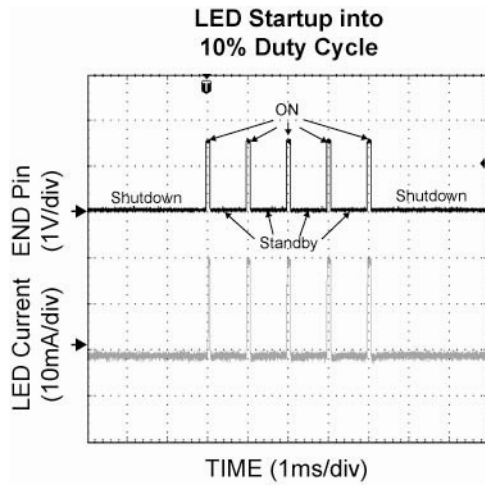 LED Startup into
10% Duty Cycle
T
ON
Shutdown
Shutdown
Standby
END Pin
(1V/div)
LED Current
(10mA/div)
TIME (1ms/div)